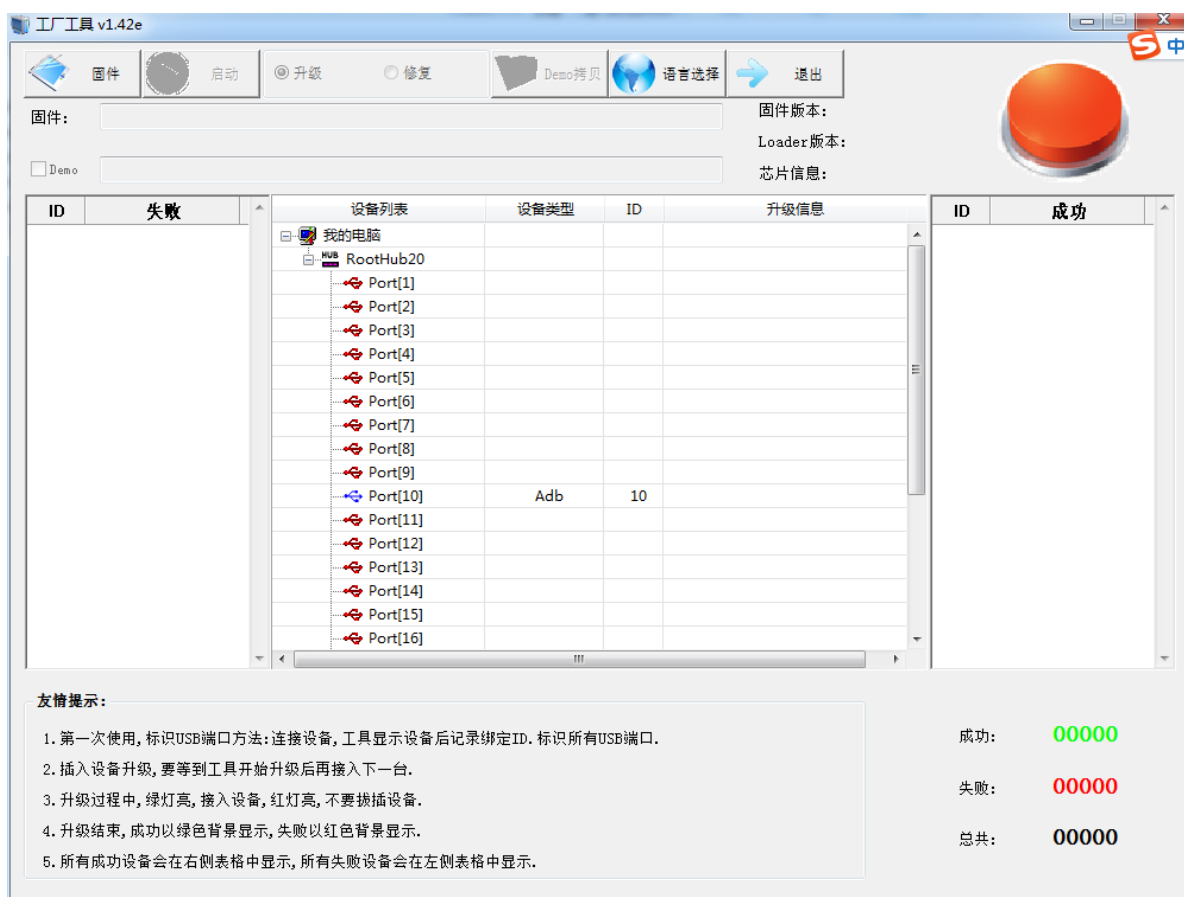 工厂工具 v1.42e
中
固件 启动 升级 修复 Demo拷贝 语言选择 退出
固件: 固件版本:
Loader版本:
Demo 芯片信息:
ID 失败 设备列表 设备类型 ID 升级信息 ID 成功
我的电脑
HUB RootHub20
Port[1]
Port[2]
Port[3]
Port[4]
Port[5]
Port[6]
Port[7]
Port[8]
Port[9]
Port[10] Adb 10
Port[11]
Port[12]
Port[13]
Port[14]
Port[15]
Port[16]
友情提示:
1.第一次使用,标识USB端口方法:连接设备,工具显示设备后记录绑定ID.标识所有USB端口.
2.插入设备升级,要等到工具开始升级后再接入下一台.
3.升级过程中,绿灯亮,接入设备,红灯亮,不要拔插设备.
4.升级结束,成功以绿色背景显示,失败以红色背景显示.
5.所有成功设备会在右侧表格中显示,所有失败设备会在左侧表格中显示.
成功: 00000
失败: 00000
总共: 00000